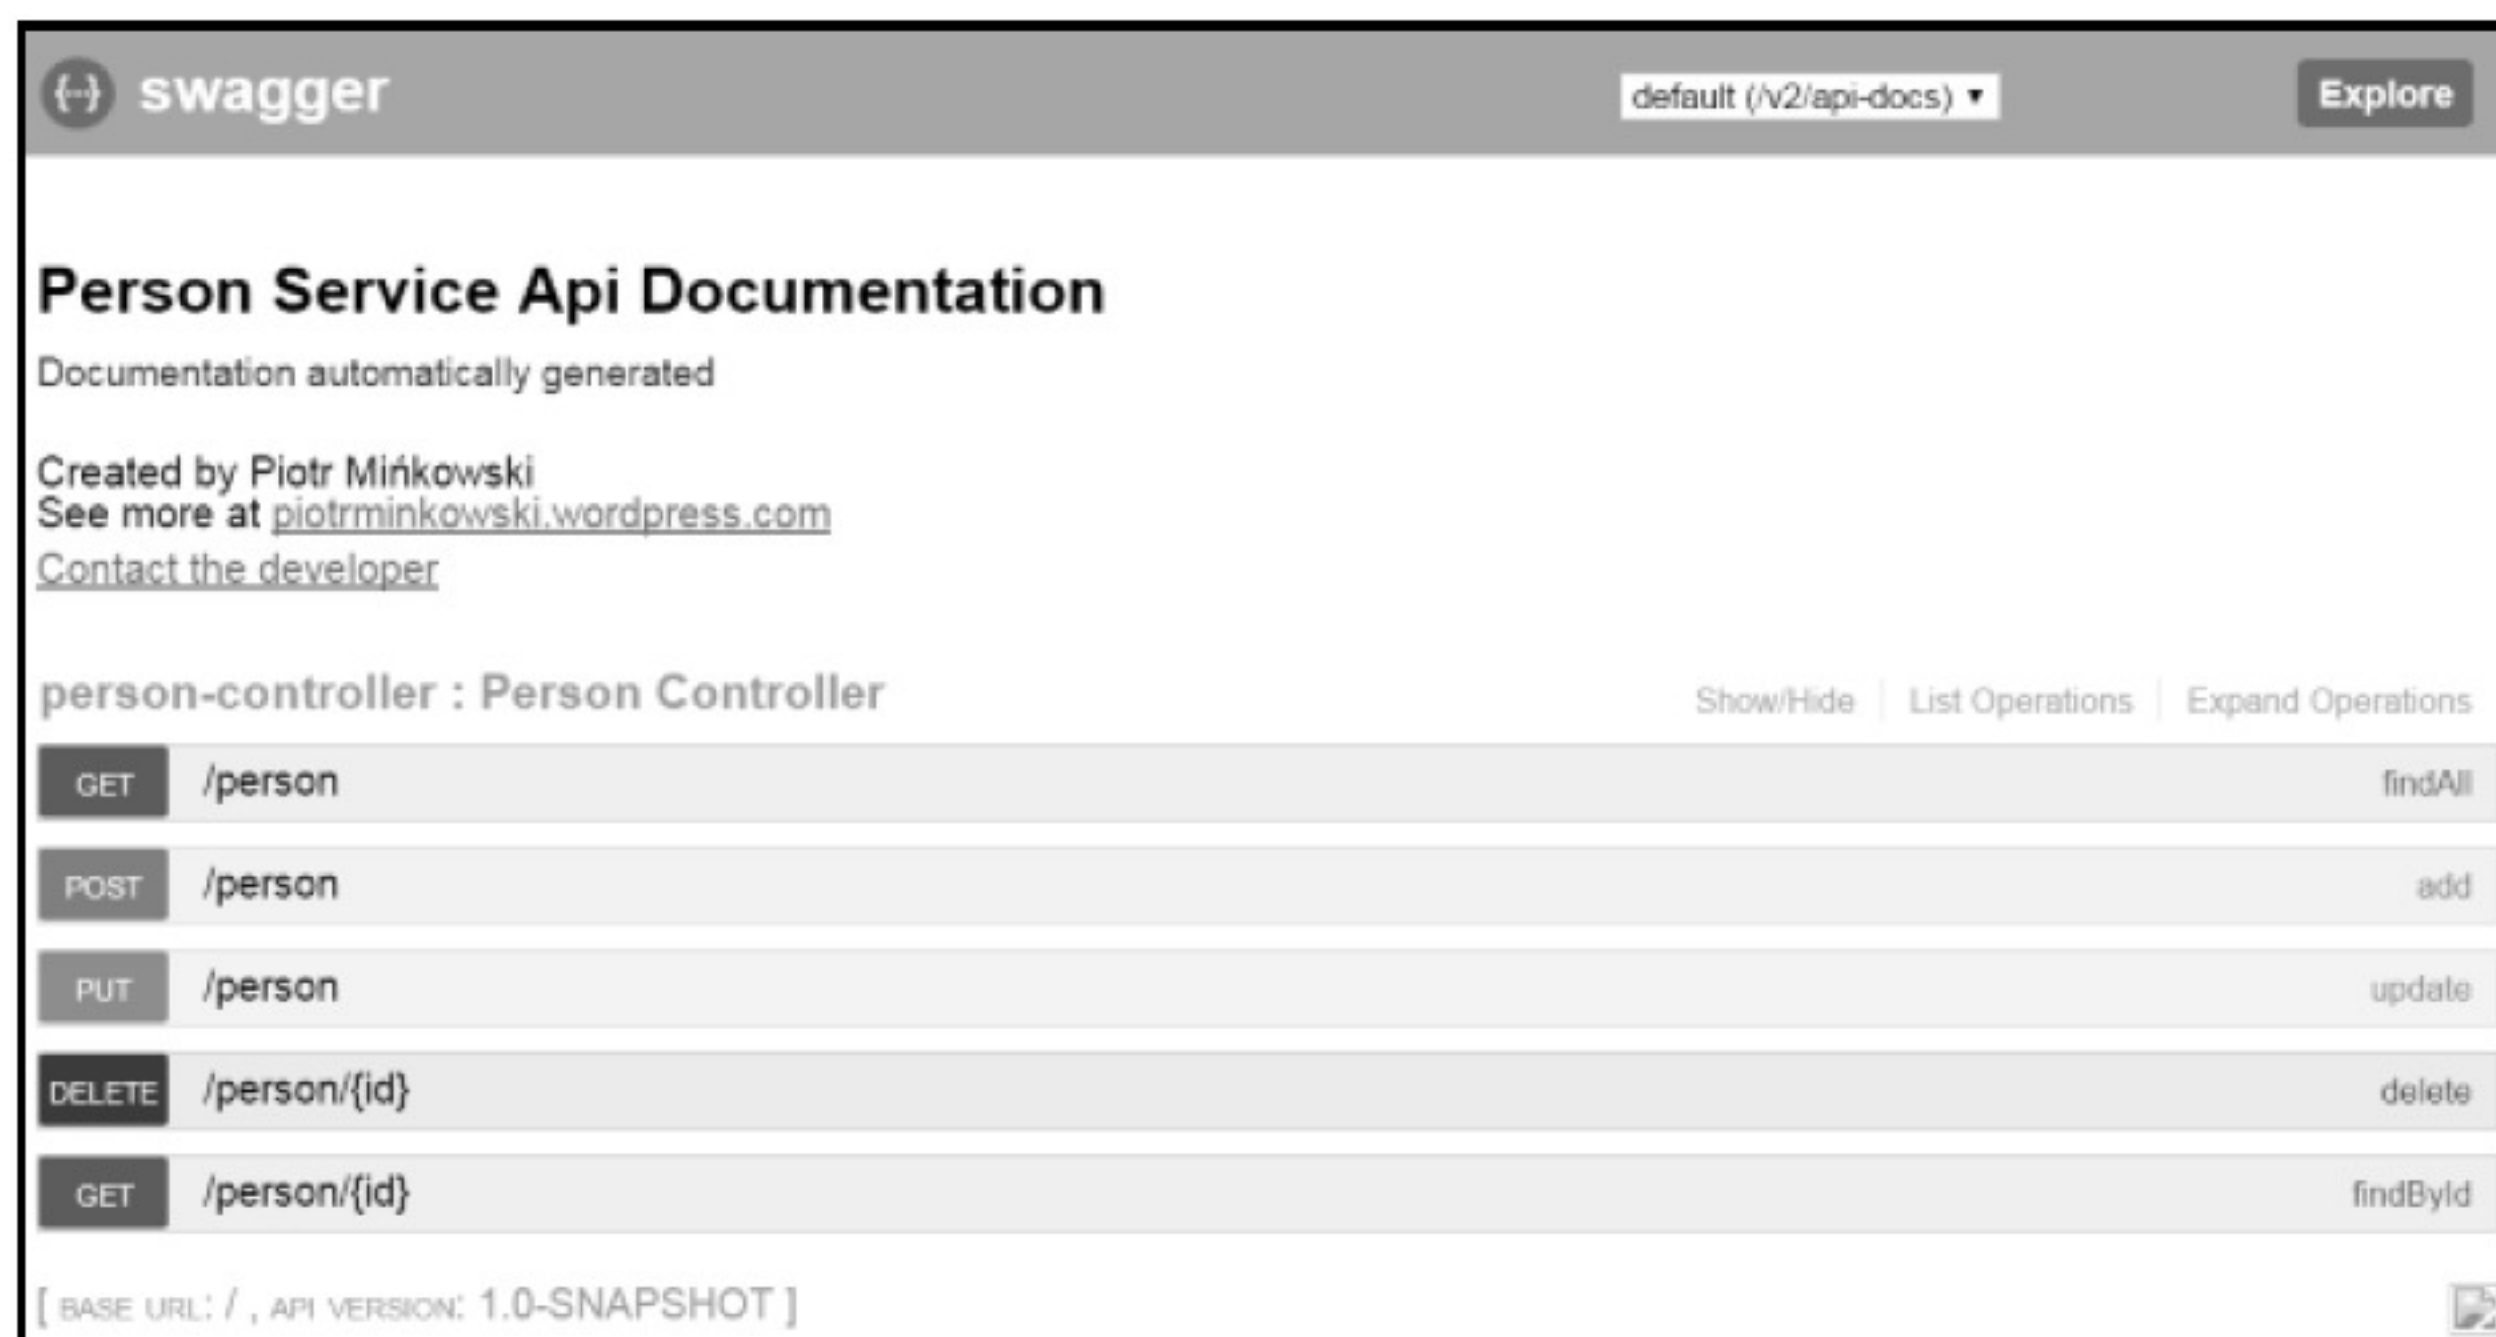 {···} swagger default (/v2/api-docs) ▼ Explore
Person Service Api Documentation
Documentation automatically generated
Created by Piotr Mińkowski
See more at piotrminkowski.wordpress.com
Contact the developer
person-controller : Person Controller Show/Hide List Operations Expand Operations
GET /person findAll
POST /person add
PUT /person update
DELETE /person/{id} delete
GET /person/{id} findById
[ BASE URL: / , API VERSION: 1.0-SNAPSHOT ]